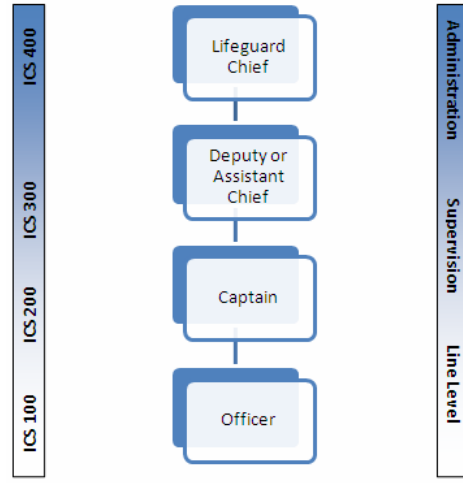 ICS 400
ICS 300
ICS 200
ICS 100
Lifeguard
Chief
Deputy or
Assistant
Chief
Captain
Officer
Administration
Supervision
Line Level